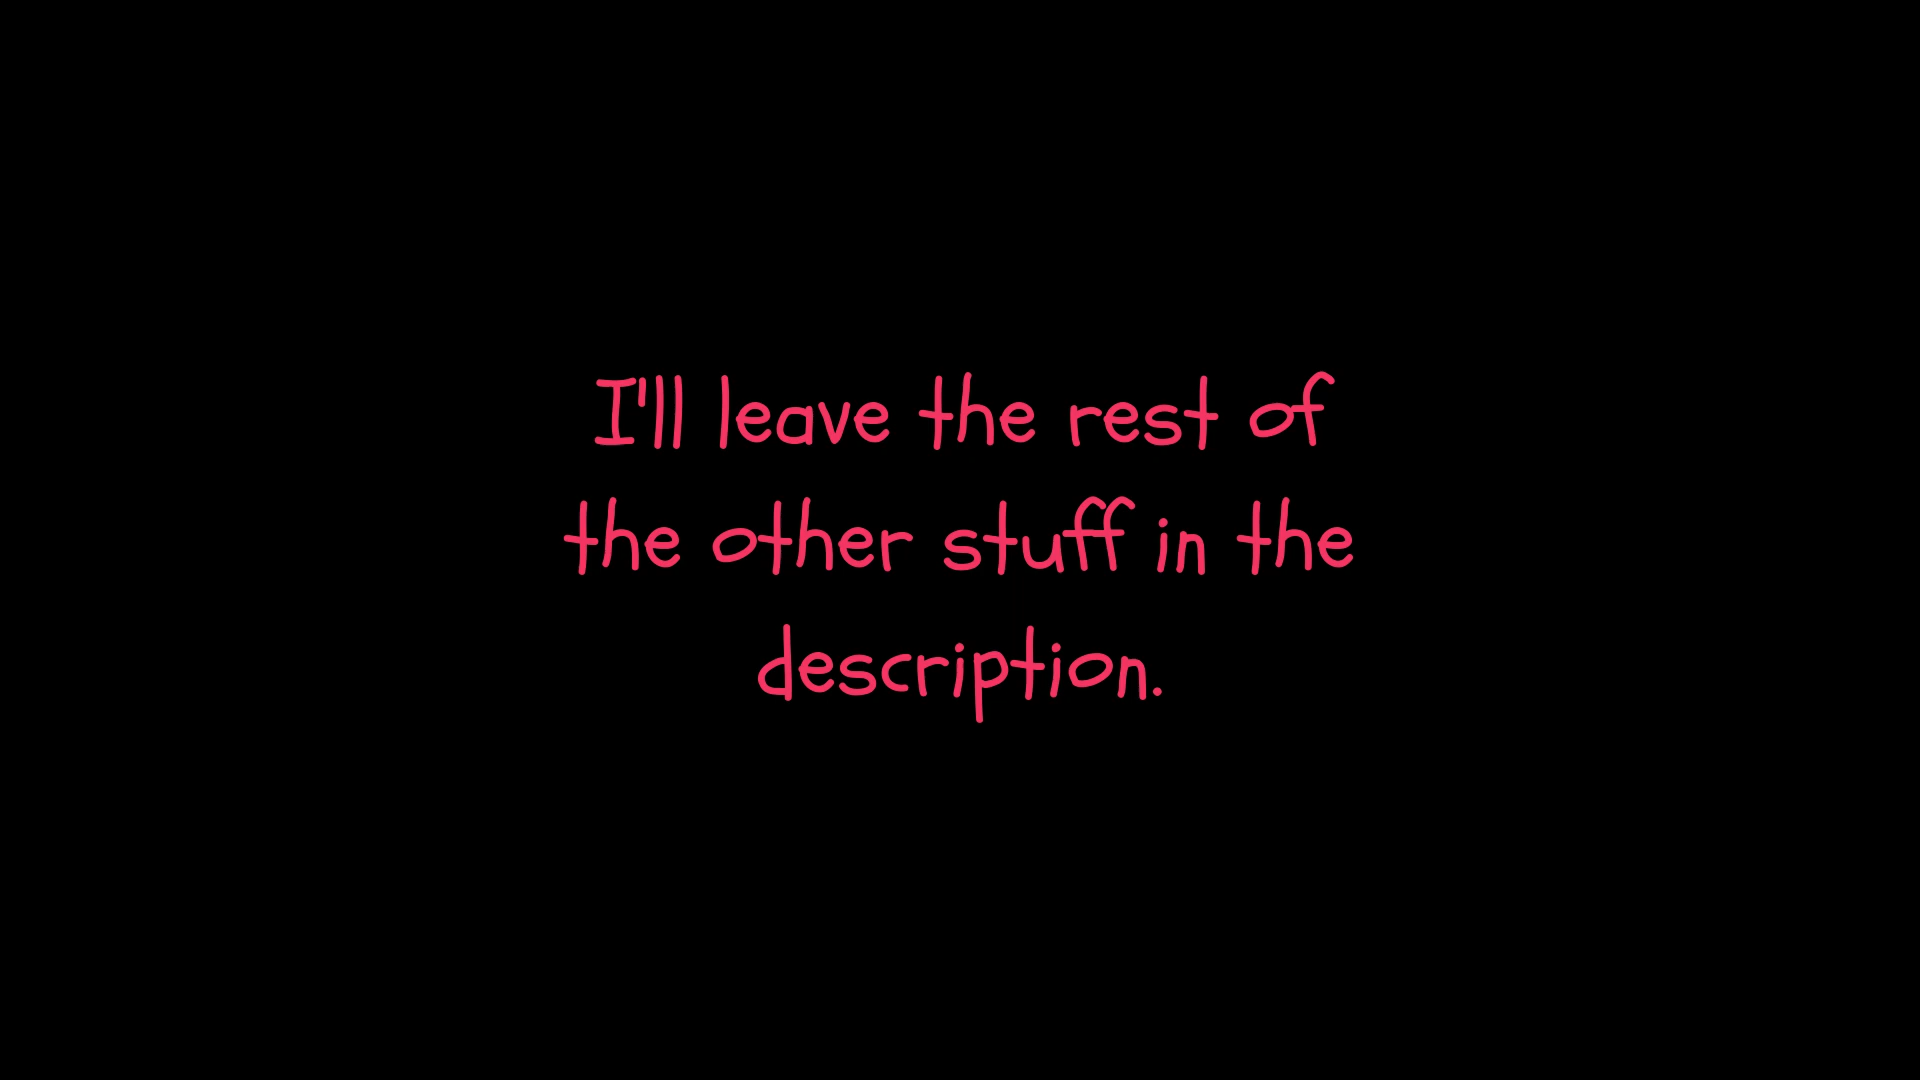 I'll leave the rest of
the other stuff in the
description.